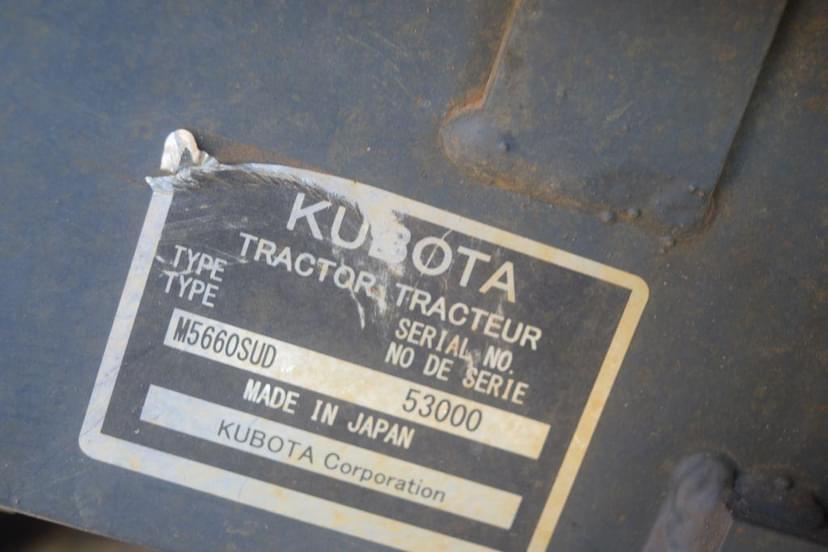 KUBOTA
TRACTOR TRACTEUR
TYPE SERIAL NO.
TYPE NO DE SERIE
M5660SUD 53000
MADE IN JAPAN
KUBOTA Corporation